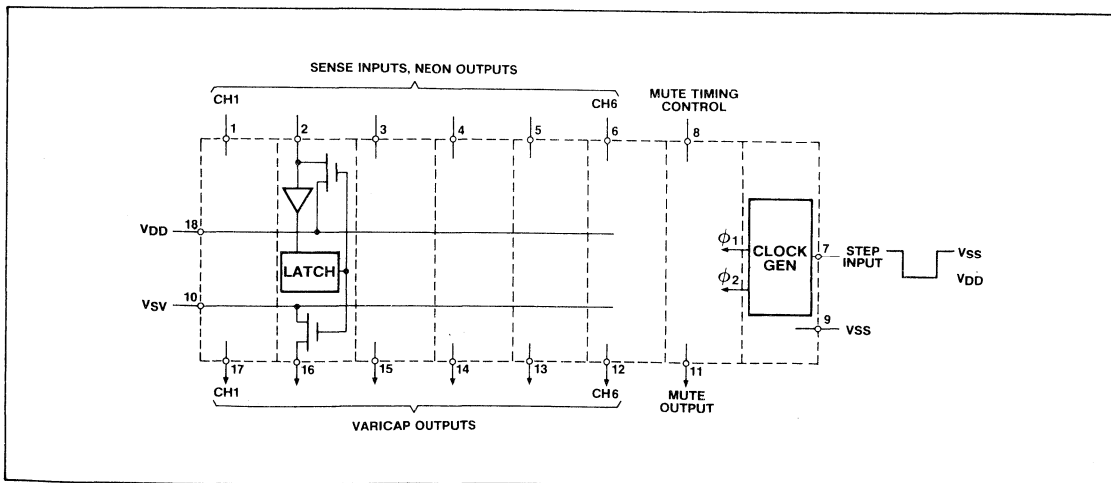 SENSE INPUTS, NEON OUTPUTS
CH1
CH6
MUTE TIMING
CONTROL
1
2
3
4
5
6
8
18
VDD
LATCH
ϕ1
ϕ2
CLOCK
GEN
7
STEP
INPUT
VSS
VDD
10
VSV
9
VSS
17
16
15
14
13
12
11
CH1
CH6
MUTE
OUTPUT
VARICAP OUTPUTS